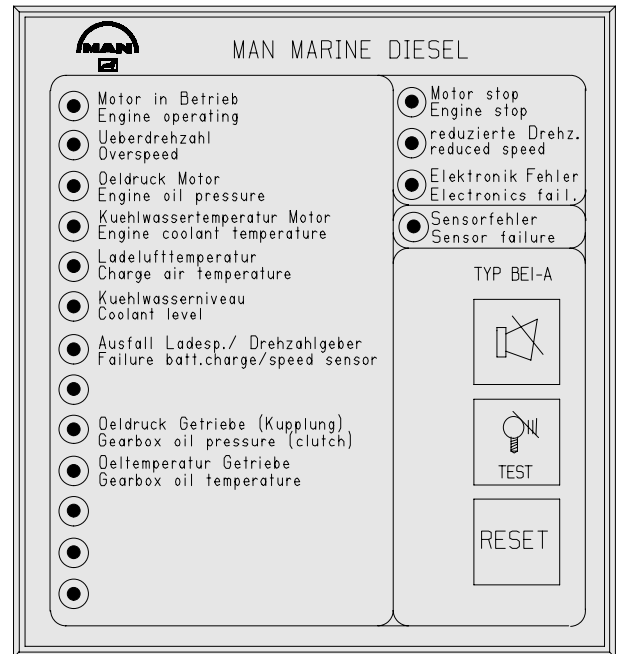 MAN
MAN MARINE DIESEL
Motor in Betrieb
Engine operating
Ueberdrehzahl
Overspeed
Oeldruck Motor
Engine oil pressure
Kuehlwassertemperatur Motor
Engine coolant temperature
Ladelufttemperatur
Charge air temperature
Kuehlwasserniveau
Coolant level
Ausfall Ladesp./ Drehzahlgeber
Failure batt.charge/speed sensor
Oeldruck Getriebe (Kupplung)
Gearbox oil pressure (clutch)
Oeltemperatur Getriebe
Gearbox oil temperature
Motor stop
Engine stop
reduzierte Drehz.
reduced speed
Elektronik Fehler
Electronics fail.
Sensorfehler
Sensor failure
TYP BEI-A
TEST
RESET